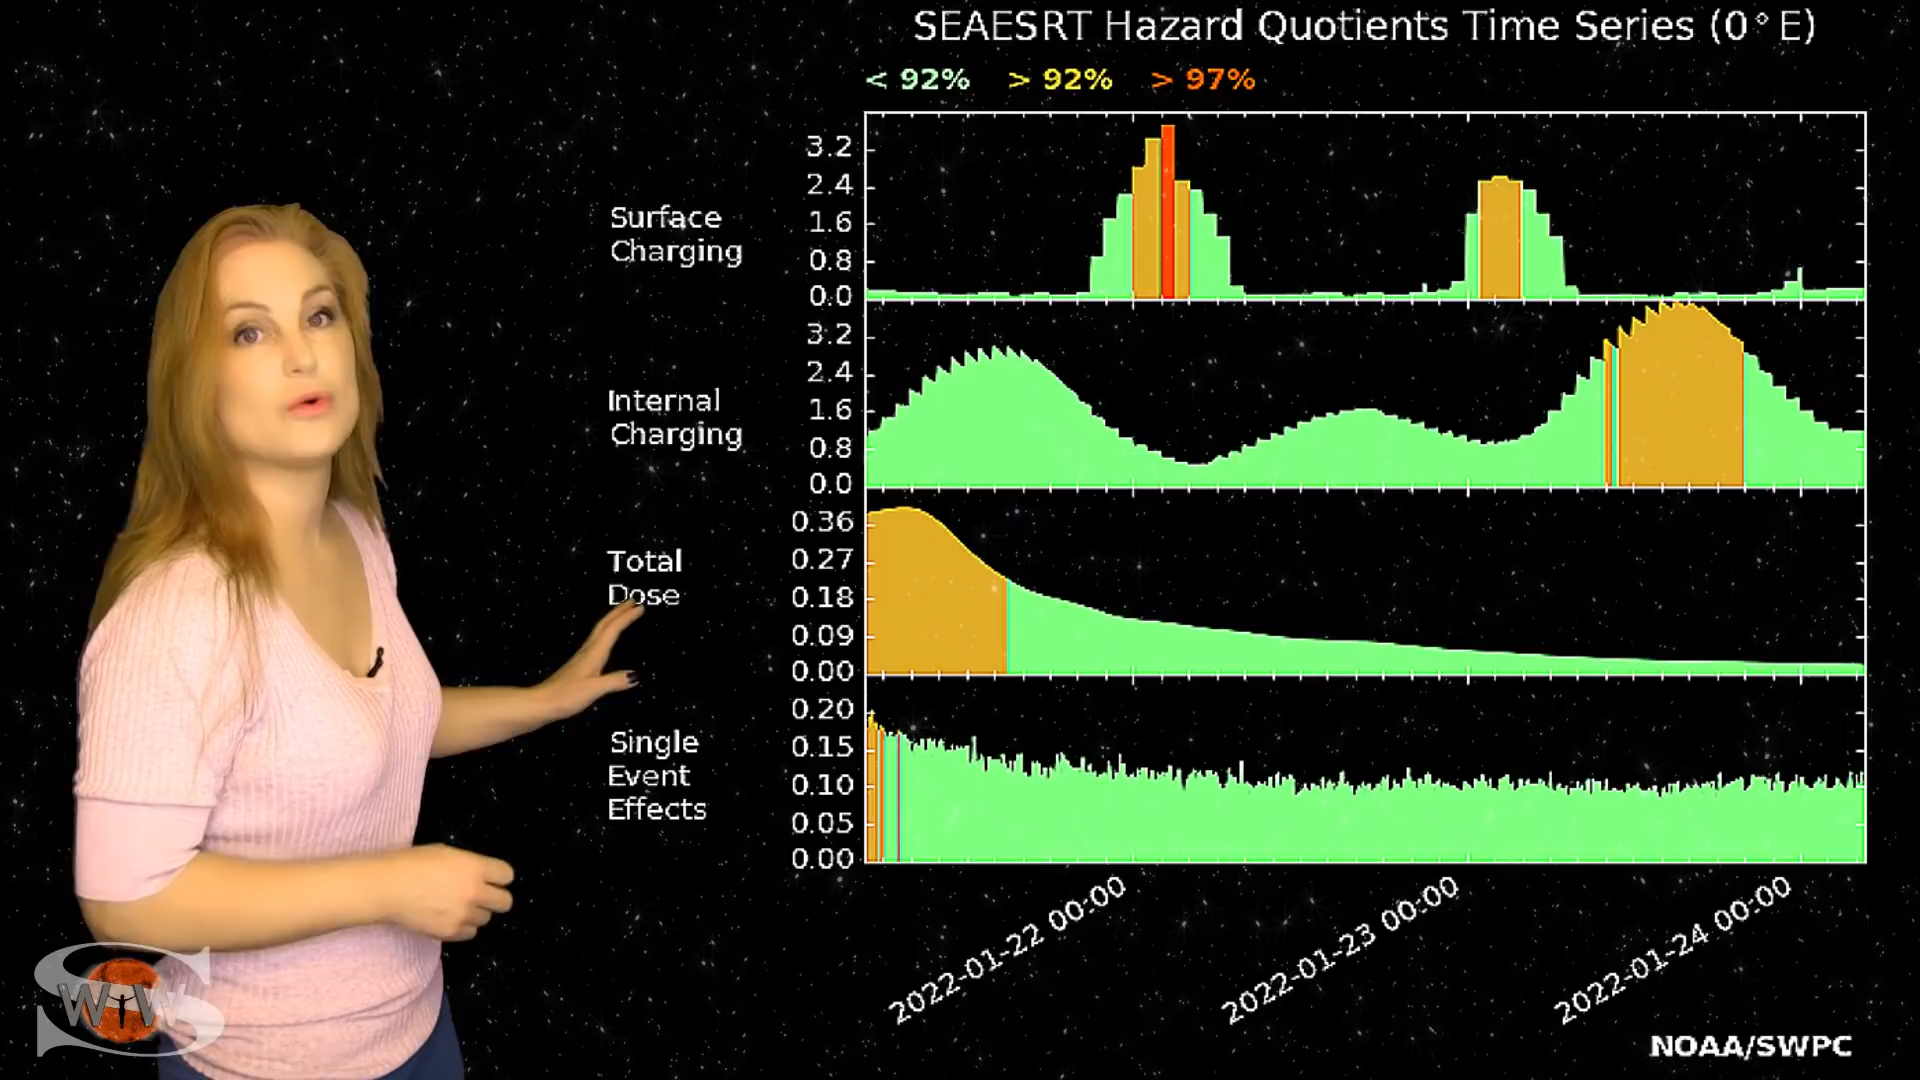 SEAESRT Hazard Quotients Time Series (0°E)
< 92% > 92% > 97%
Surface
Charging
3.2
2.4
1.6
0.8
0.0
Internal
Charging
3.2
2.4
1.6
0.8
0.0
Total
Dose
0.36
0.27
0.18
0.09
0.00
Single
Event
Effects
0.20
0.15
0.10
0.05
0.00
2022-01-22 00:00
2022-01-23 00:00
2022-01-24 00:00
NOAA/SWPC
SWTWS